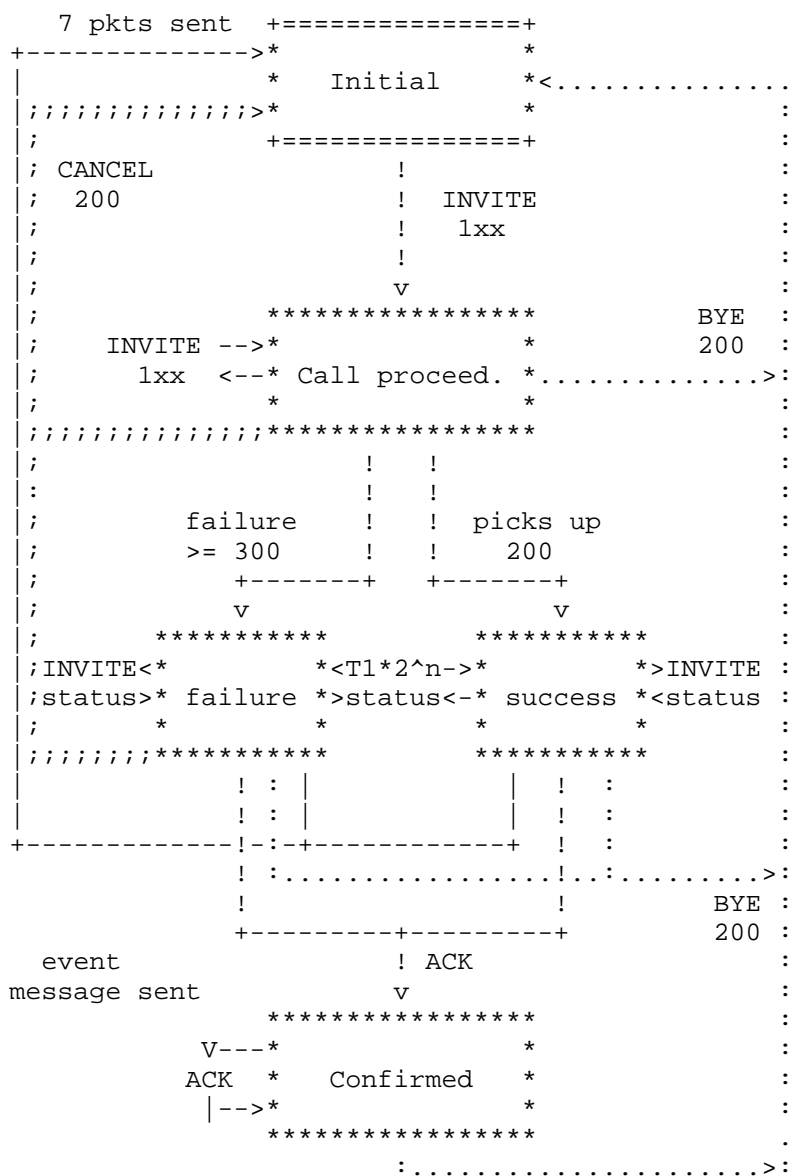 7 pkts sent +===============+
+-------------->* *
| * Initial *<...............
|;;;;;;;;;;;;;;>* * :
|; +===============+ :
|; CANCEL ! :
|; 200 ! INVITE :
|; ! 1xx :
|; ! :
|; v :
|; ***************** BYE :
|; INVITE -->* * 200 :
|; 1xx <--* Call proceed. *..............>:
|; * * :
|;;;;;;;;;;;;;;;***************** :
|; ! ! :
|: ! ! :
|; failure ! ! picks up :
|; >= 300 ! ! 200 :
|; +-------+ +-------+ :
|; v v :
|; *********** *********** :
|;INVITE<* *<T1*2^n->* *>INVITE :
|;status>* failure *>status<-* success *<status :
|; * * * * :
|;;;;;;;;*********** *********** :
| ! : | | ! : :
| ! : | | ! : :
+-------------!-:-+------------+ ! : :
! :.................!..:.........>:
! ! BYE :
+---------+---------+ 200 :
event ! ACK :
message sent v :
***************** :
V---* * :
ACK * Confirmed * :
|-->* * :
***************** .
:......................>: